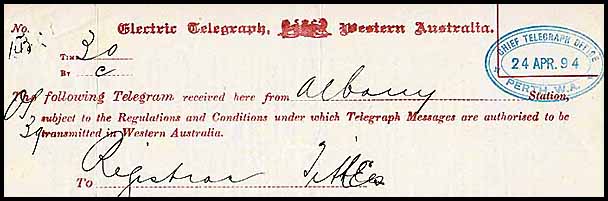 No.
Electric Telegraph, Western Australia.
CHIEF TELEGRAPH OFFICE
24 APR. 94
PERTH. W.A.
TIME 30
BY C
The following Telegram received here from Albany Station,
subject to the Regulations and Conditions under which Telegraph Messages are authorised to be
transmitted in Western Australia.
39
To Registrar Titles